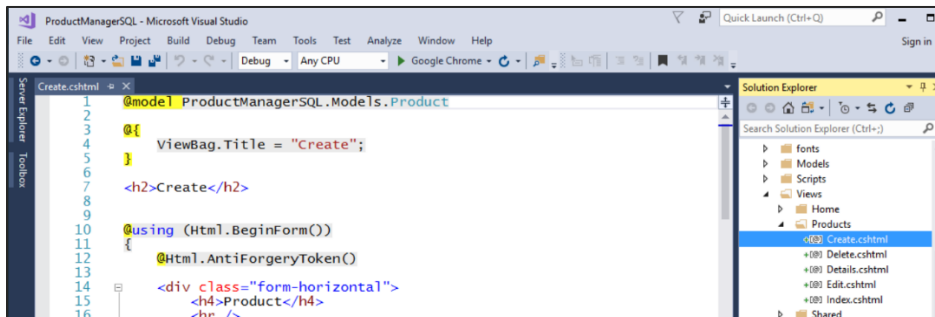 ProductManagerSQL - Microsoft Visual Studio
Quick Launch (Ctrl+Q)
File Edit View Project Build Debug Team Tools Test Analyze Window Help
Sign in
Debug Any CPU Google Chrome
Server Explorer
Toolbox
Create.cshtml
1 @model ProductManagerSQL.Models.Product
2
3 @{
4 ViewBag.Title = "Create";
5 }
6
7 <h2>Create</h2>
8
9
10 @using (Html.BeginForm())
11 {
12 @Html.AntiForgeryToken()
13
14 <div class="form-horizontal">
15 <h4>Product</h4>
16 <hr />
Solution Explorer
Search Solution Explorer (Ctrl+;)
fonts
Models
Scripts
Views
Home
Products
Create.cshtml
Delete.cshtml
Details.cshtml
Edit.cshtml
Index.cshtml
Shared